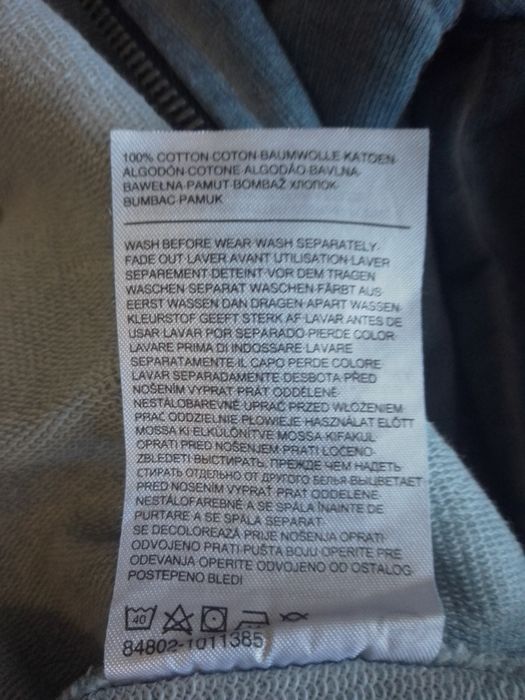 100% COTTON·COTON·BAUMWOLLE·KATOEN·
ALGODÓN·COTONE·ALGODÃO·BAVLNA·
BAWEŁNA·PAMUT·BOMBAŽ·ХЛОПОК·
BUMBAC·PAMUK
WASH BEFORE WEAR·WASH SEPARATELY·
FADE OUT·LAVER AVANT UTILISATION·LAVER
SEPAREMENT·DETEINT·VOR DEM TRAGEN
WASCHEN·SEPARAT WASCHEN·FÄRBT AUS·
EERST WASSEN DAN DRAGEN·APART WASSEN·
KLEURSTOF GEEFT STERK AF·LAVAR ANTES DE
USAR·LAVAR POR SEPARADO·PIERDE COLOR·
LAVARE PRIMA DI INDOSSARE·LAVARE
SEPARATAMENTE·IL CAPO PERDE COLORE·
LAVAR SEPARADAMENTE·DESBOTA·PŘED
NOŠENÍM VYPRAT·PRÁT ODDĚLENĚ·
NESTÁLOBAREVNÉ·UPRAĆ PRZED WŁOŻENIEM·
PRAĆ ODDZIELNIE·PŁOWIEJE·HASZNÁLAT ELŐTT
MOSSA KI·ELKÜLÖNÍTVE MOSSA·KIFAKUL·
OPRATI PRED NOŠENJEM·PRATI LOČENO·
ZBLEDETI·ВЫСТИРАТЬ, ПРЕЖДЕ ЧЕМ НАДЕТЬ·
СТИРАТЬ ОТДЕЛЬНО ОТ ДРУГОГО БЕЛЬЯ·ВЫЦВЕТАЕТ·
PRED NOSENÍM VYPRAŤ·PRAŤ ODDELENE·
NESTÁLOFAREBNÉ·A SE SPĂLA ÎNAINTE DE
PURTARE·A SE SPĂLA SEPARAT·
SE DECOLOREAZĂ·PRIJE NOŠENJA OPRATI·
ODVOJENO PRATI·PUŠTA BOJU·OPERITE PRE
ODEVANJA·OPERITE ODVOJENO OD OSTALOG·
POSTEPENO BLEDI
40
84802-1011385